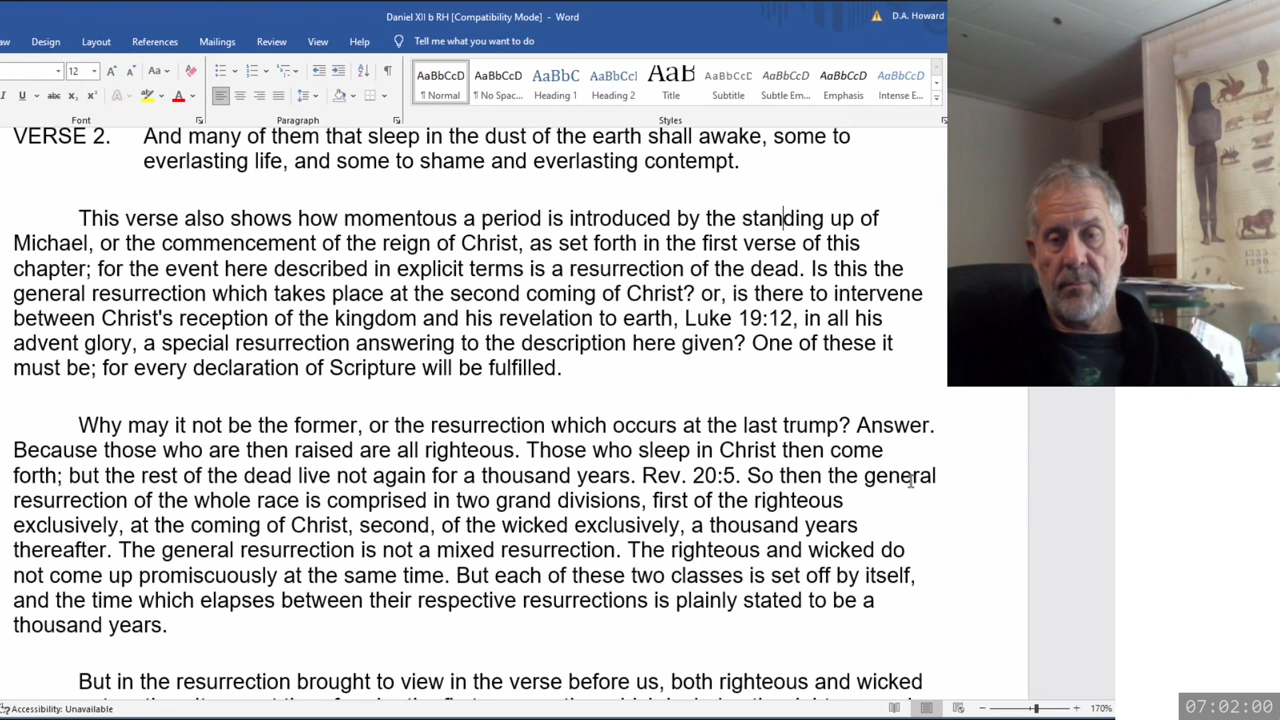 Daniel XII b RH [Compatibility Mode] - Word
D.A. Howard
aw Design Layout References Mailings Review View Help Tell me what you want to do
12
AaBbCcD AaBbCcD AaBbC AaBbCcI AaB AaBbCcD AaBbCcD AaBbCcD AaBbCcD
¶ Normal ¶ No Spac... Heading 1 Heading 2 Title Subtitle Subtle Em... Emphasis Intense E...
Font Paragraph Styles
VERSE 2. And many of them that sleep in the dust of the earth shall awake, some to
everlasting life, and some to shame and everlasting contempt.
This verse also shows how momentous a period is introduced by the standing up of
Michael, or the commencement of the reign of Christ, as set forth in the first verse of this
chapter; for the event here described in explicit terms is a resurrection of the dead. Is this the
general resurrection which takes place at the second coming of Christ? or, is there to intervene
between Christ's reception of the kingdom and his revelation to earth, Luke 19:12, in all his
advent glory, a special resurrection answering to the description here given? One of these it
must be; for every declaration of Scripture will be fulfilled.
Why may it not be the former, or the resurrection which occurs at the last trump? Answer.
Because those who are then raised are all righteous. Those who sleep in Christ then come
forth; but the rest of the dead live not again for a thousand years. Rev. 20:5. So then the general
resurrection of the whole race is comprised in two grand divisions, first of the righteous
exclusively, at the coming of Christ, second, of the wicked exclusively, a thousand years
thereafter. The general resurrection is not a mixed resurrection. The righteous and wicked do
not come up promiscuously at the same time. But each of these two classes is set off by itself,
and the time which elapses between their respective resurrections is plainly stated to be a
thousand years.
But in the resurrection brought to view in the verse before us, both righteous and wicked
Accessibility: Unavailable
170%
07:02:00